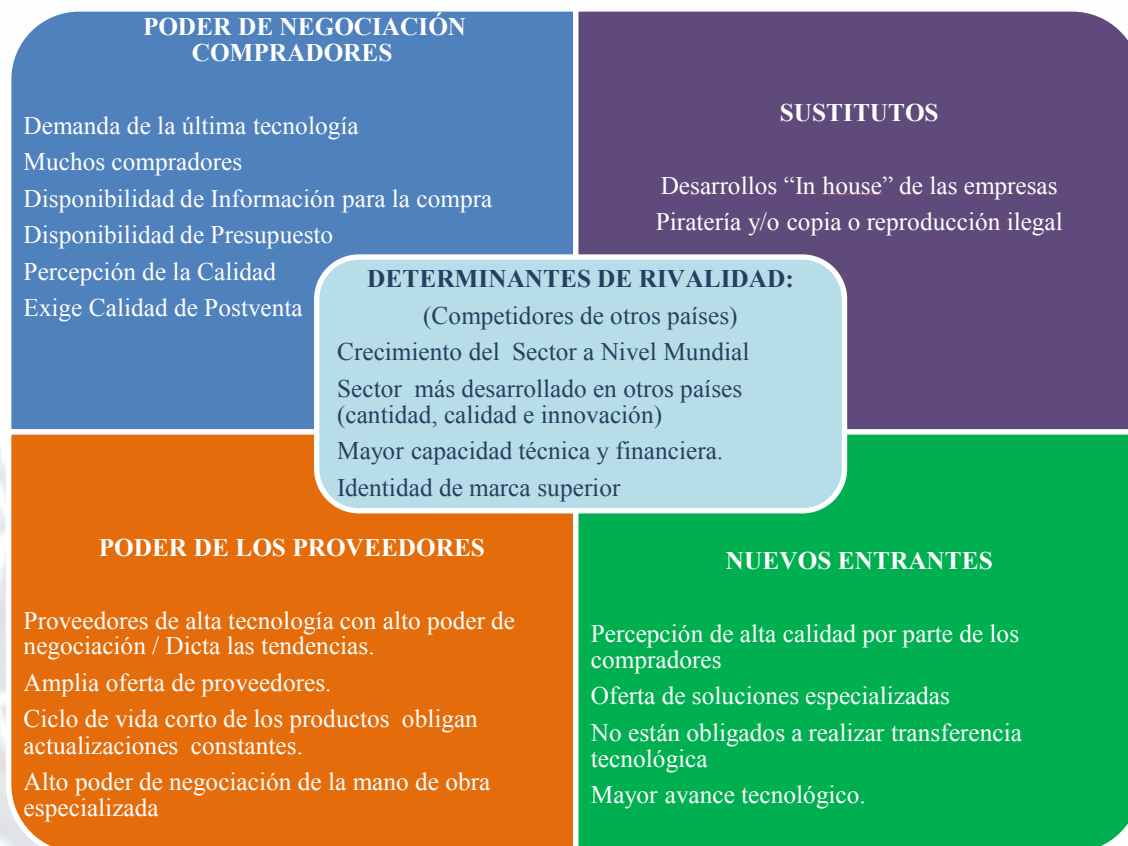 PODER DE NEGOCIACIÓN
COMPRADORES
Demanda de la última tecnología
Muchos compradores
Disponibilidad de Información para la compra
Disponibilidad de Presupuesto
Percepción de la Calidad
Exige Calidad de Postventa
SUSTITUTOS
Desarrollos “In house” de las empresas
Piratería y/o copia o reproducción ilegal
DETERMINANTES DE RIVALIDAD:
(Competidores de otros países)
Crecimiento del Sector a Nivel Mundial
Sector más desarrollado en otros países
(cantidad, calidad e innovación)
Mayor capacidad técnica y financiera.
Identidad de marca superior
PODER DE LOS PROVEEDORES
Proveedores de alta tecnología con alto poder de
negociación / Dicta las tendencias.
Amplia oferta de proveedores.
Ciclo de vida corto de los productos obligan
actualizaciones constantes.
Alto poder de negociación de la mano de obra
especializada
NUEVOS ENTRANTES
Percepción de alta calidad por parte de los
compradores
Oferta de soluciones especializadas
No están obligados a realizar transferencia
tecnológica
Mayor avance tecnológico.